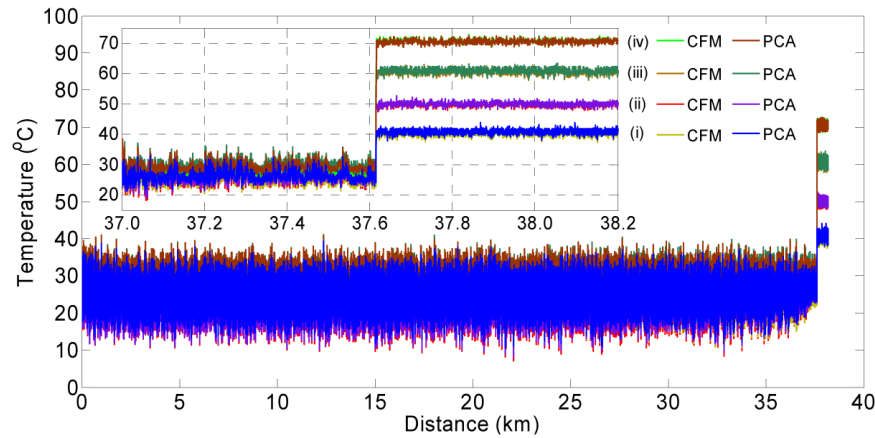 100
90
80
70
60
50
40
30
20
10
0
Temperature (⁰C)
70
60
50
40
30
20
(iv) CFM PCA
(iii) CFM PCA
(ii) CFM PCA
(i) CFM PCA
37.0 37.2 37.4 37.6 37.8 38.0 38.2
0 5 10 15 20 25 30 35 40
Distance (km)